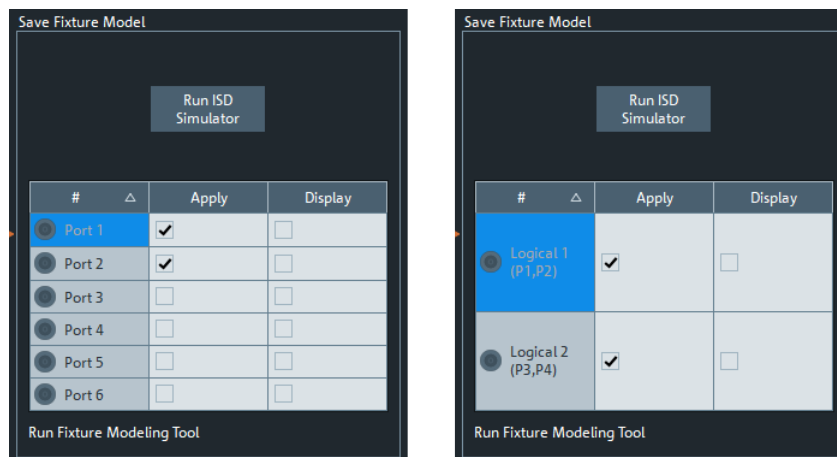 Save Fixture Model
Run ISD
Simulator
# Apply Display
Port 1
Port 2
Port 3
Port 4
Port 5
Port 6
Run Fixture Modeling Tool
Save Fixture Model
Run ISD
Simulator
# Apply Display
Logical 1
(P1,P2)
Logical 2
(P3,P4)
Run Fixture Modeling Tool